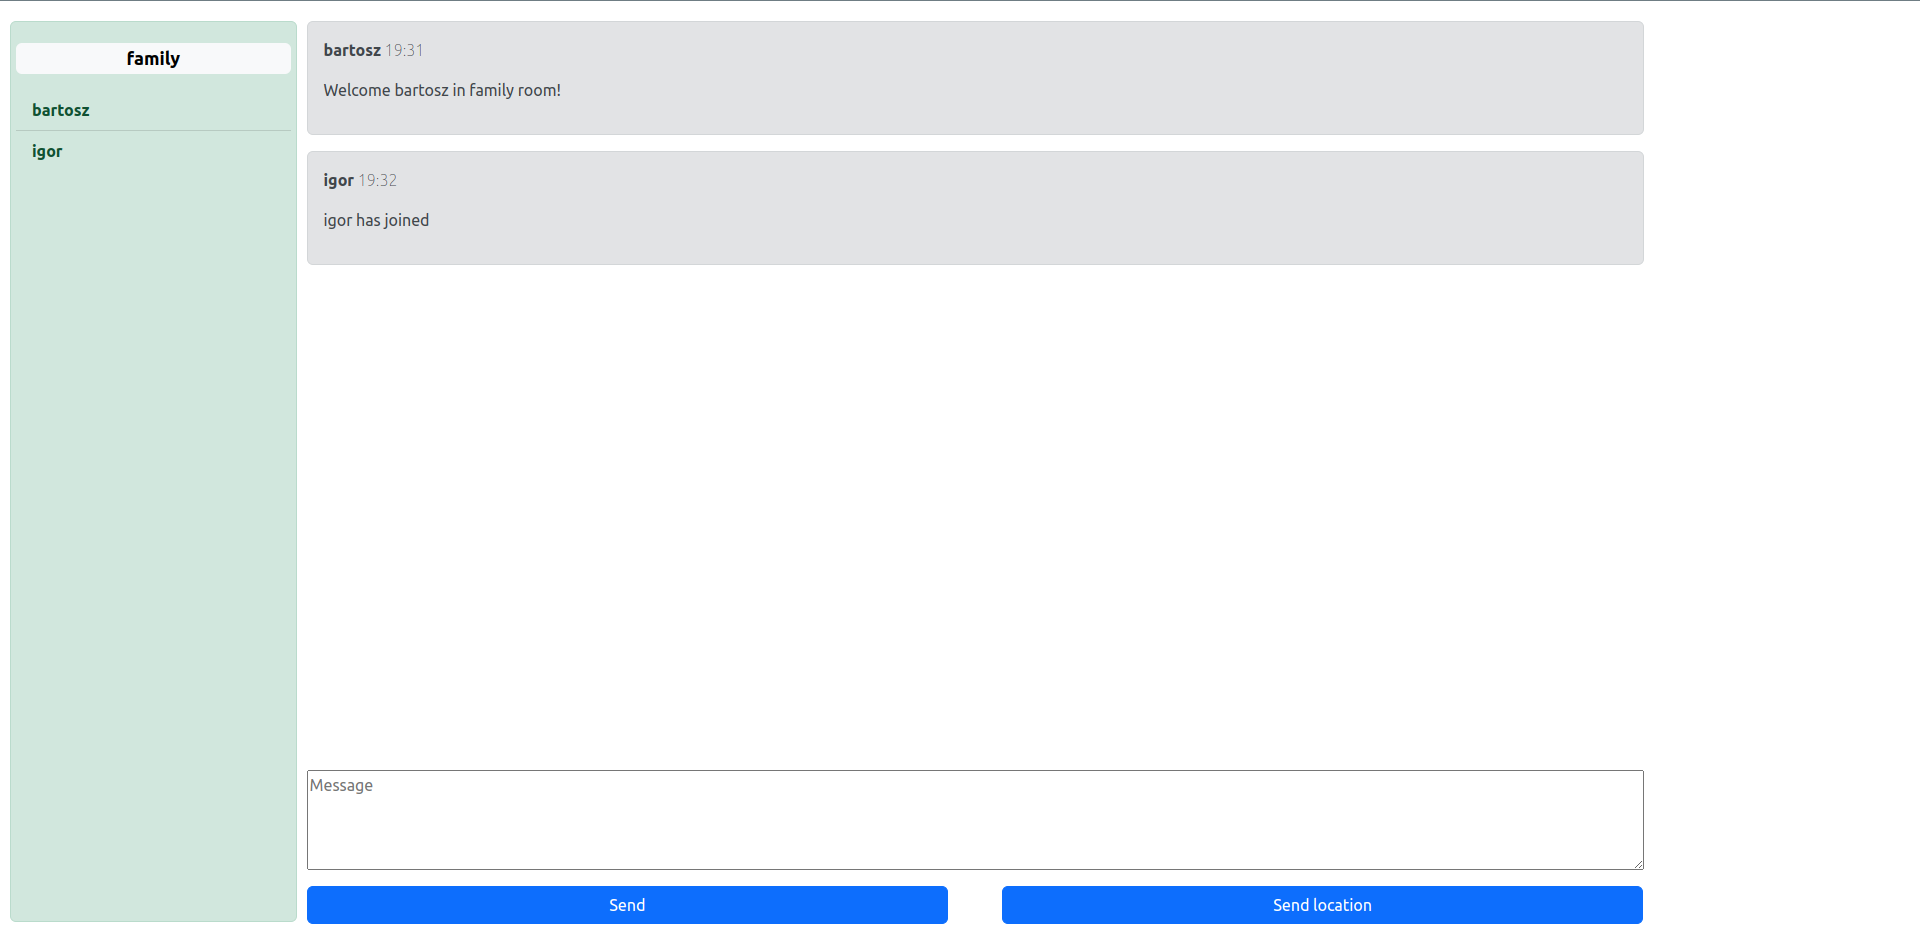 family
bartosz
igor
bartosz 19:31
Welcome bartosz in family room!
igor 19:32
igor has joined
Message
Send
Send location